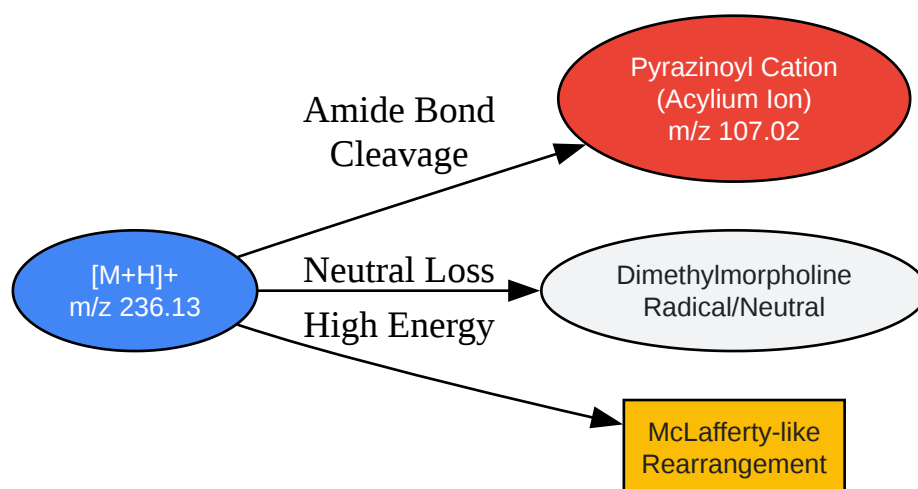 Pyrazinoyl Cation
(Acylium Ion)
m/z 107.02
Amide Bond
Cleavage
[M+H]+
m/z 236.13
Neutral Loss
Dimethylmorpholine
Radical/Neutral
High Energy
McLafferty-like
Rearrangement